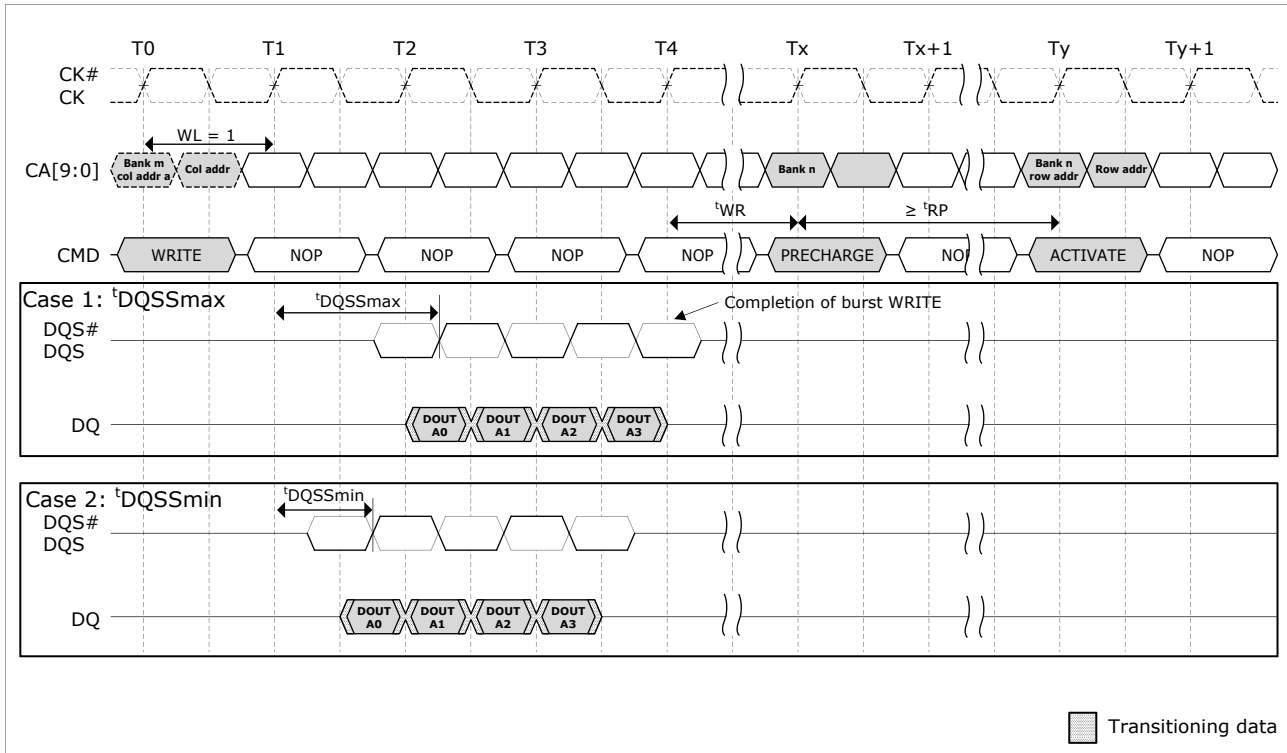 T0 T1 T2 T3 T4 Tx Tx+1 Ty Ty+1
CK#
CK
WL = 1
CA[9:0]
Bank m
col addr a
Col addr
Bank n
Bank n
row addr
Row addr
tWR
≥ tRP
CMD
WRITE NOP NOP NOP NOP PRECHARGE NOP ACTIVATE NOP
Case 1: tDQSSmax
tDQSSmax
Completion of burst WRITE
DQS#
DQS
DQ
DOUT
A0
DOUT
A1
DOUT
A2
DOUT
A3
Case 2: tDQSSmin
tDQSSmin
DQS#
DQS
DQ
DOUT
A0
DOUT
A1
DOUT
A2
DOUT
A3
Transitioning data